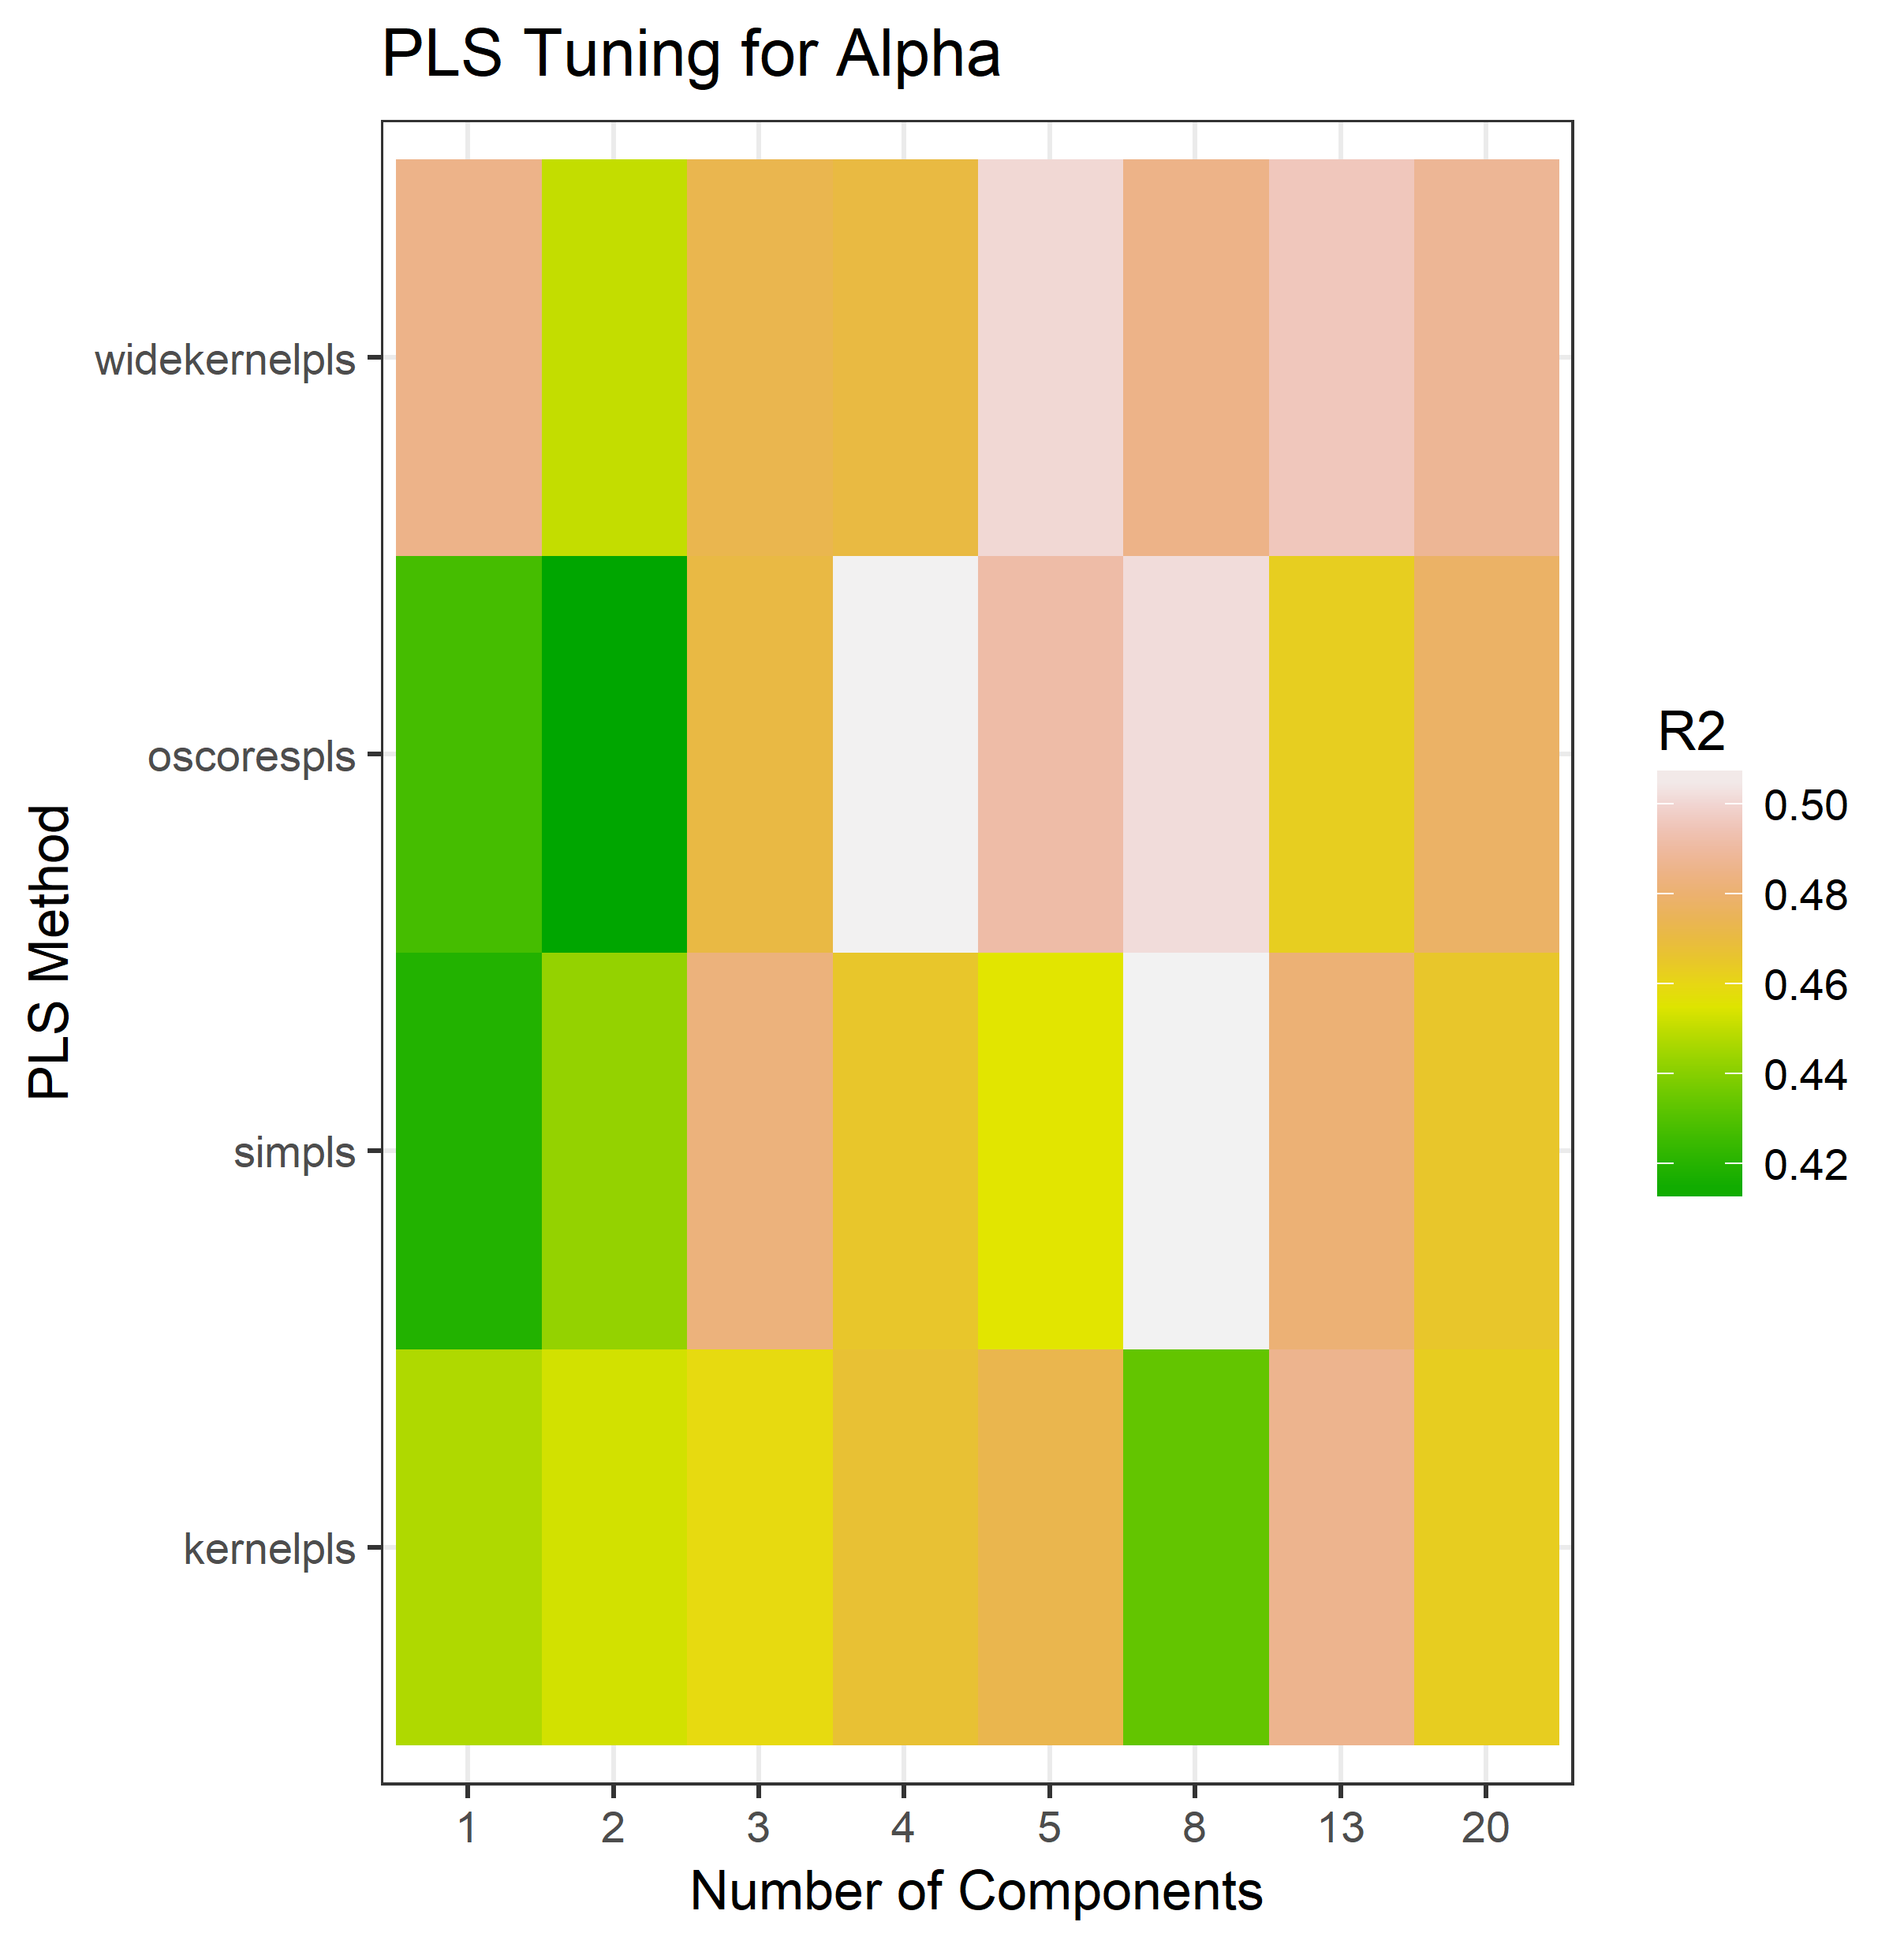 PLS Tuning for Alpha
PLS Method
widekernelpls
oscorespls
simpls
kernelpls
1 2 3 4 5 8 13 20
Number of Components
R2
0.50
0.48
0.46
0.44
0.42